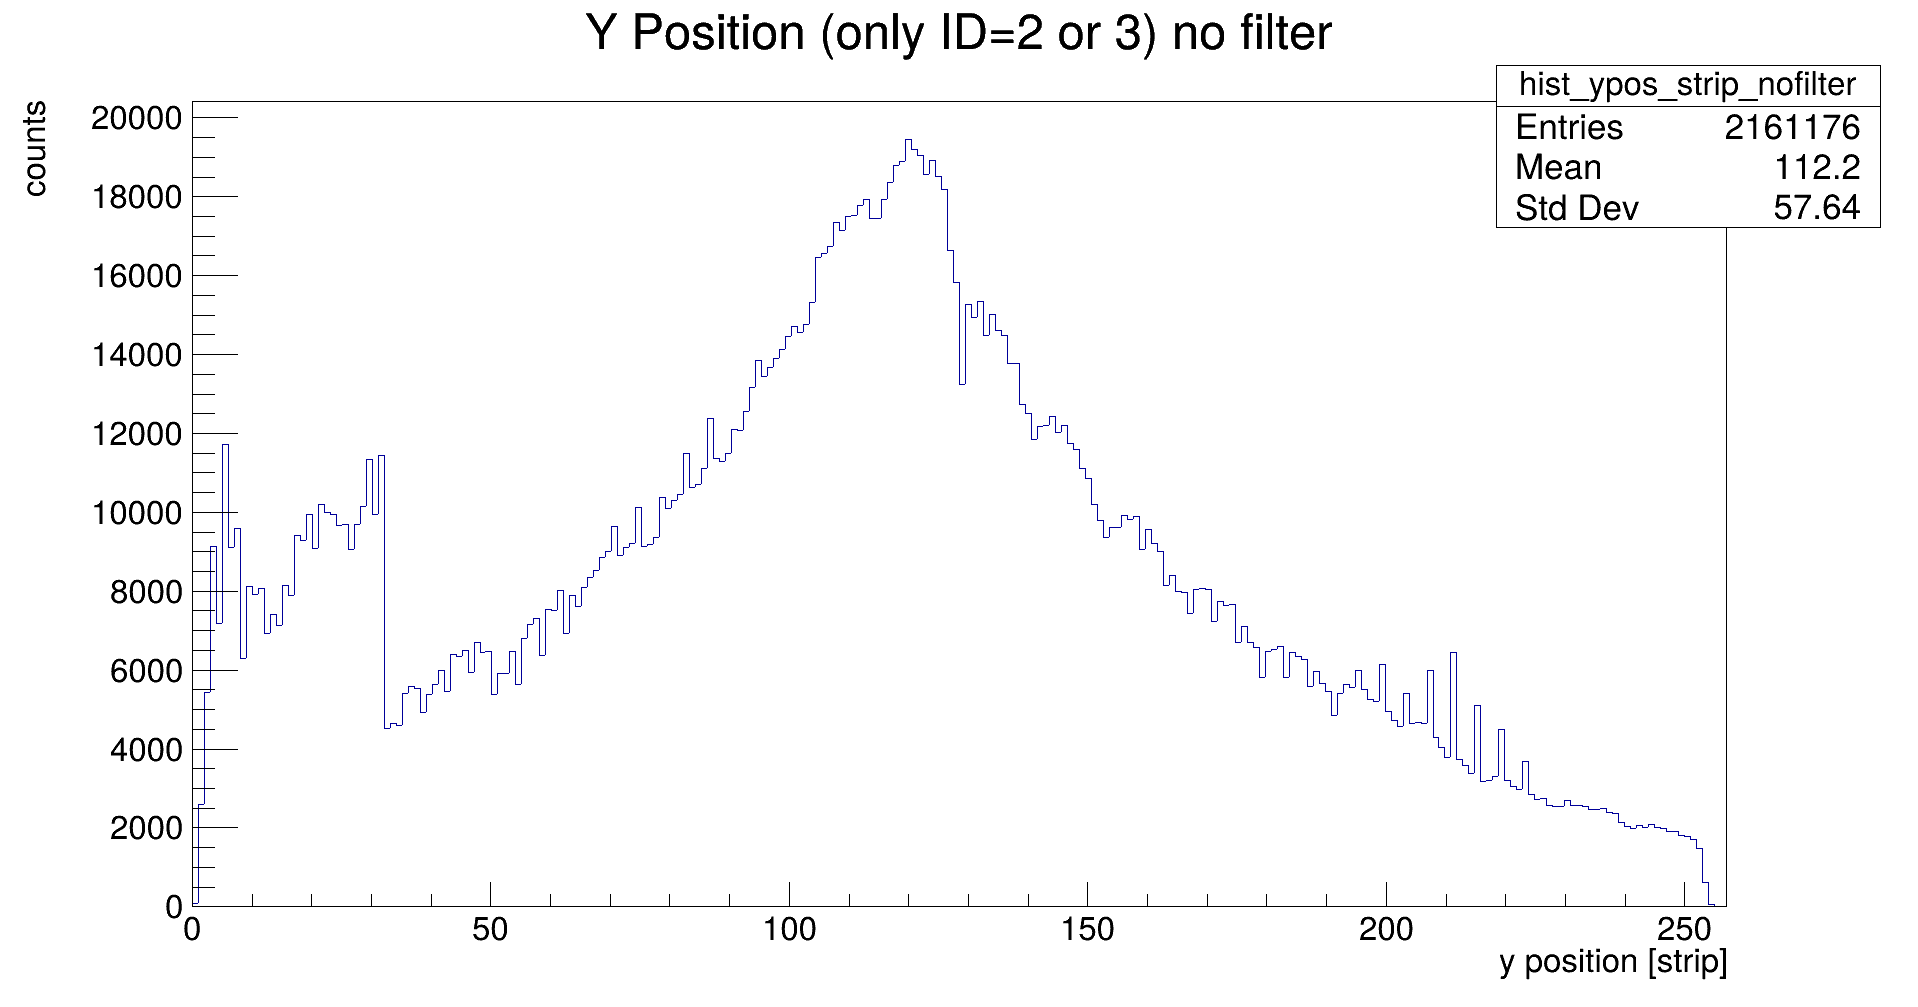 Y Position (only ID=2 or 3) no filter
counts
hist_ypos_strip_nofilter
Entries 2161176
Mean 112.2
Std Dev 57.64
20000
18000
16000
14000
12000
10000
8000
6000
4000
2000
0
0 50 100 150 200 250
y position [strip]